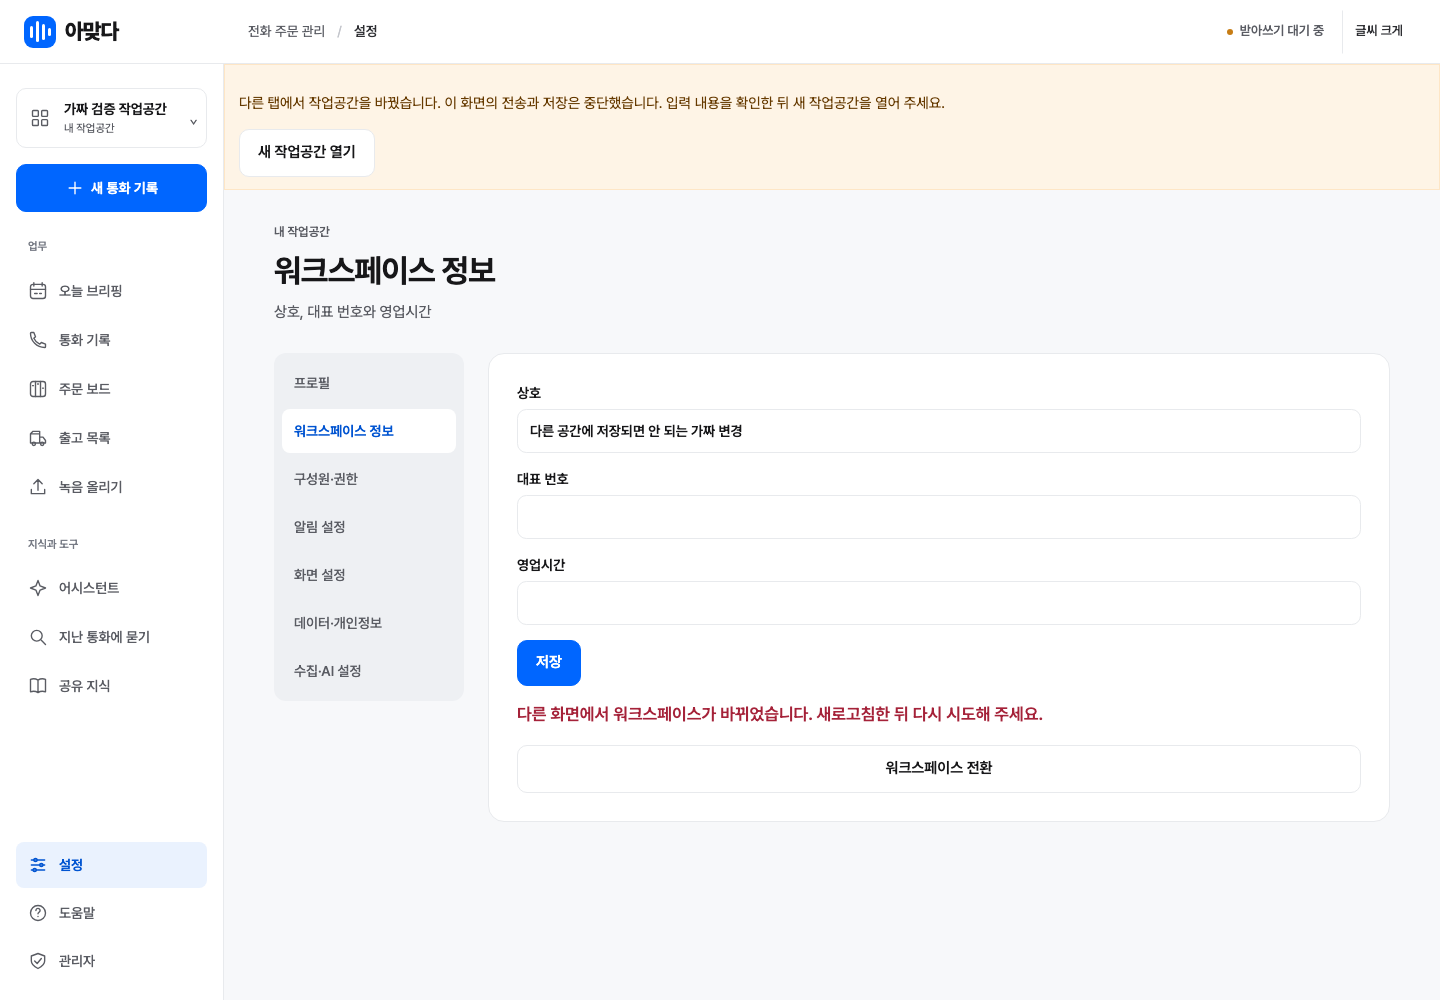 아맞다
전화 주문 관리 / 설정
받아쓰기 대기 중
글씨 크게
가짜 검증 작업공간
내 작업공간
새 통화 기록
업무
오늘 브리핑
통화 기록
주문 보드
출고 목록
녹음 올리기
지식과 도구
어시스턴트
지난 통화에 묻기
공유 지식
설정
도움말
관리자
다른 탭에서 작업공간을 바꿨습니다. 이 화면의 전송과 저장은 중단했습니다. 입력 내용을 확인한 뒤 새 작업공간을 열어 주세요.
새 작업공간 열기
내 작업공간
워크스페이스 정보
상호, 대표 번호와 영업시간
프로필
워크스페이스 정보
구성원·권한
알림 설정
화면 설정
데이터·개인정보
수집·AI 설정
상호
다른 공간에 저장되면 안 되는 가짜 변경
대표 번호
영업시간
저장
다른 화면에서 워크스페이스가 바뀌었습니다. 새로고침한 뒤 다시 시도해 주세요.
워크스페이스 전환